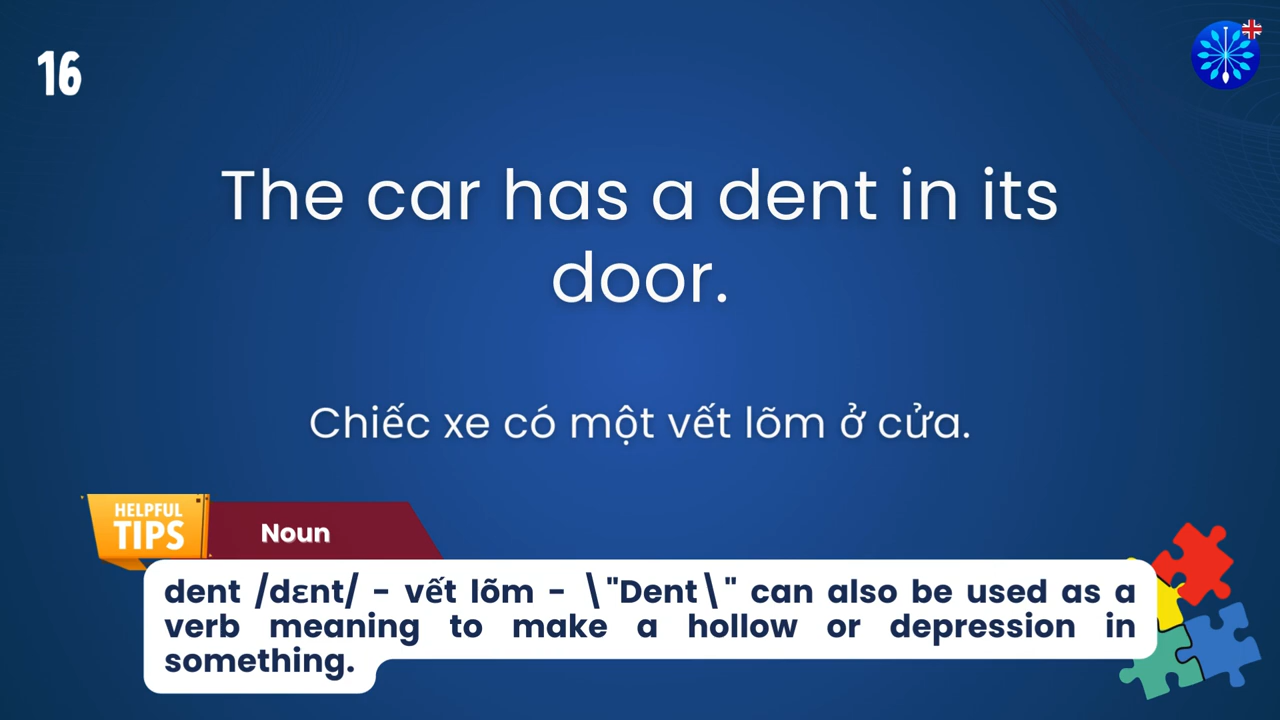 16
The car has a dent in its
door.
Chiếc xe có một vết lõm ở cửa.
HELPFUL
TIPS
Noun
dent /dɛnt/ - vết lõm - \"Dent\" can also be used as a
verb meaning to make a hollow or depression in
something.